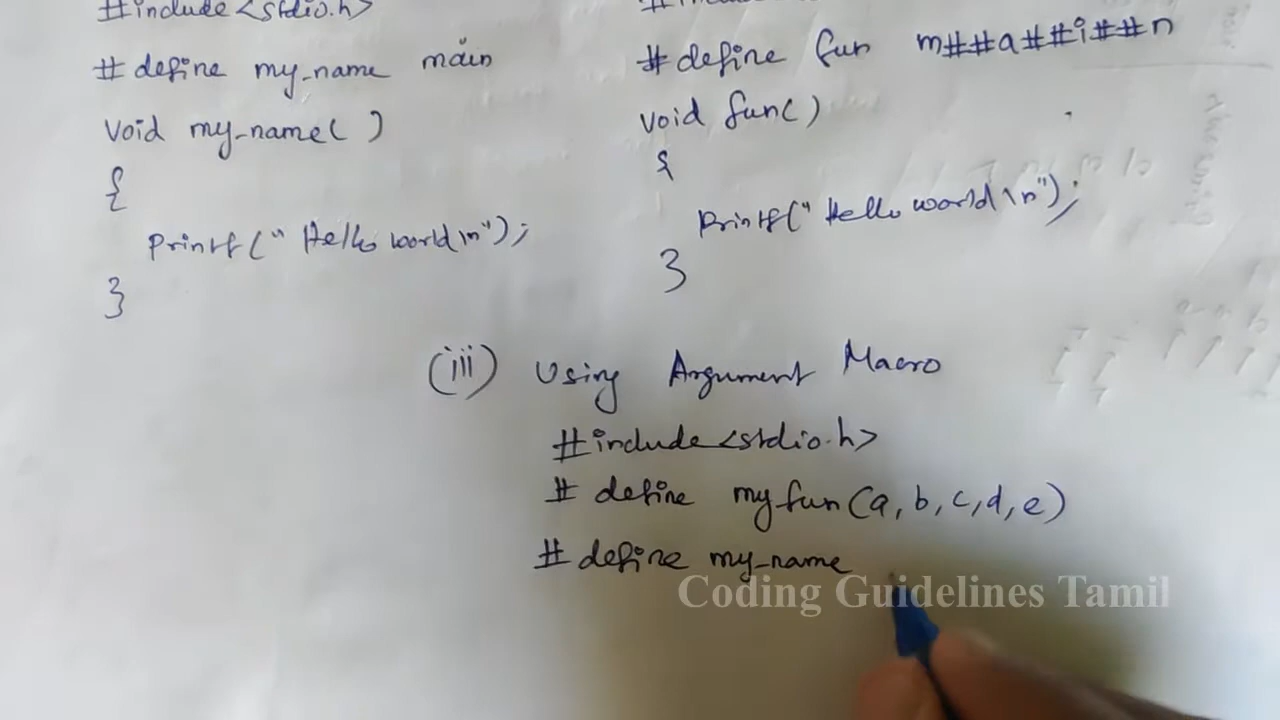 #include <stdio.h>
# define my_name main
void my_name( )
{
printf(" Hello world \n");
}
# define fun m##a##i##n
void fun( )
{
printf(" Hello world \n");
}
(iii) Using Argument Macro
#include <stdio.h>
# define myfun(a, b, c, d, e)
# define my_name
Coding Guidelines Tamil